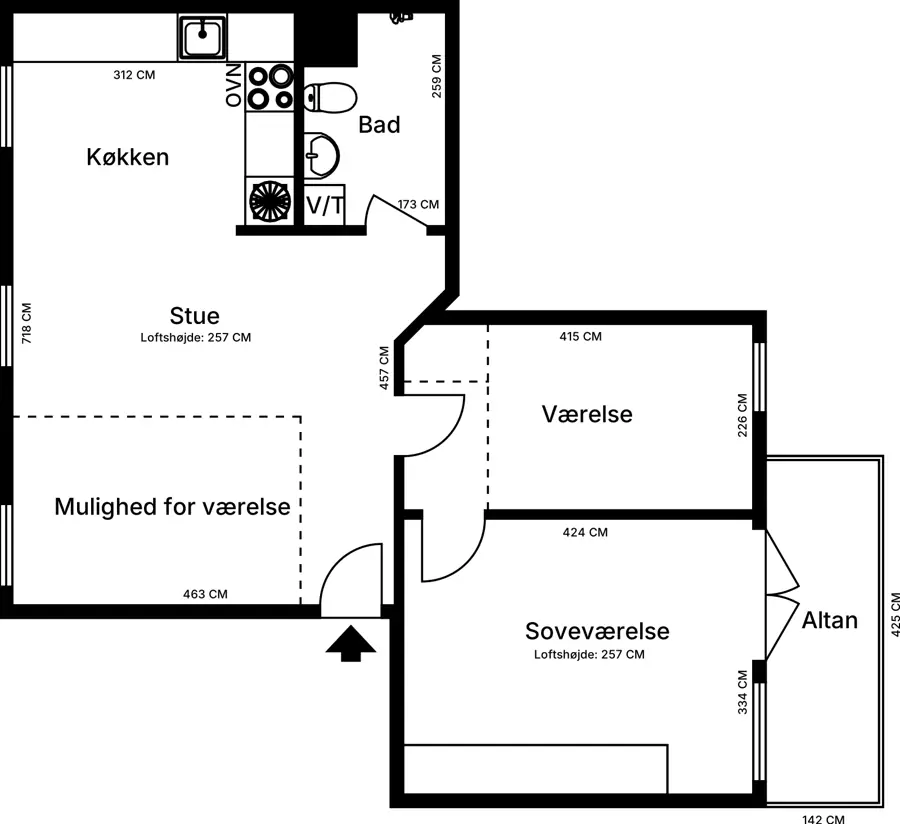 312 CM
OVN
259 CM
Bad
Køkken
V/T
173 CM
718 CM
Stue
Loftshøjde: 257 CM
457 CM
415 CM
Værelse
226 CM
Mulighed for værelse
424 CM
463 CM
Soveværelse
Loftshøjde: 257 CM
Altan
425 CM
334 CM
142 CM